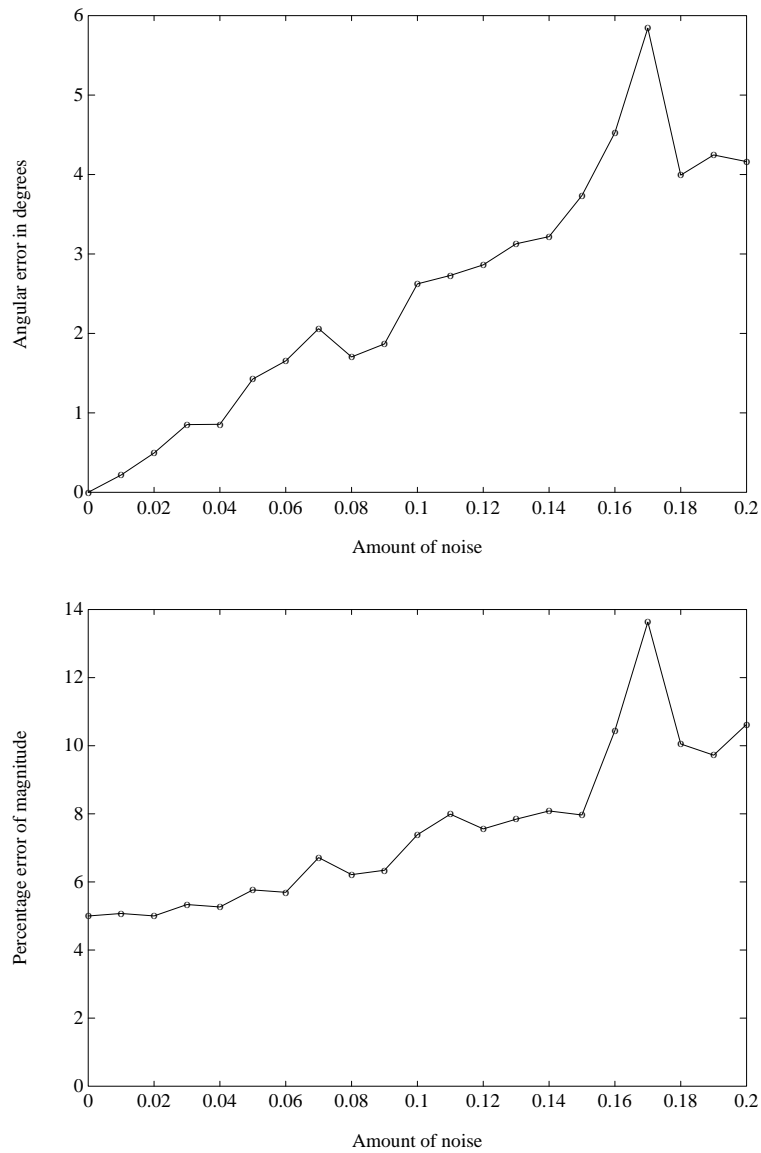 6
5
4
3
2
1
0
Angular error in degrees
0 0.02 0.04 0.06 0.08 0.1 0.12 0.14 0.16 0.18 0.2
Amount of noise
14
12
10
8
6
4
2
0
Percentage error of magnitude
0 0.02 0.04 0.06 0.08 0.1 0.12 0.14 0.16 0.18 0.2
Amount of noise